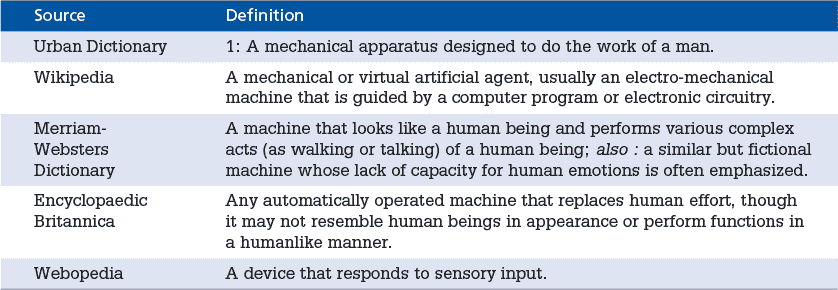 Source Definition
Urban Dictionary 1: A mechanical apparatus designed to do the work of a man.
Wikipedia A mechanical or virtual artificial agent, usually an electro-mechanical
machine that is guided by a computer program or electronic circuitry.
Merriam- A machine that looks like a human being and performs various complex
Websters acts (as walking or talking) of a human being; also : a similar but fictional
Dictionary machine whose lack of capacity for human emotions is often emphasized.
Encyclopaedic Any automatically operated machine that replaces human effort, though
Britannica it may not resemble human beings in appearance or perform functions in
a humanlike manner.
Webopedia A device that responds to sensory input.